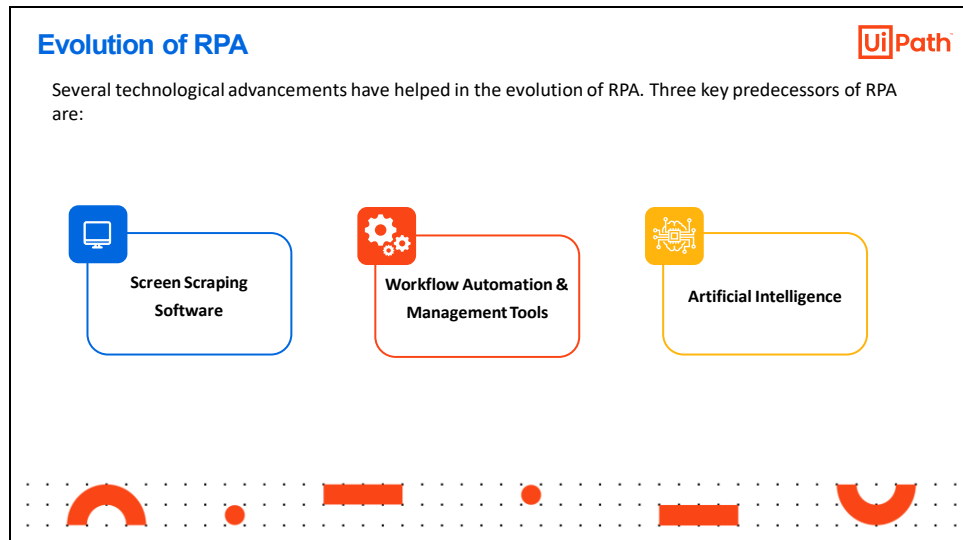 Evolution of RPA
UiPath
Several technological advancements have helped in the evolution of RPA. Three key predecessors of RPA
are:
Screen Scraping
Software
Workflow Automation &
Management Tools
Artificial Intelligence